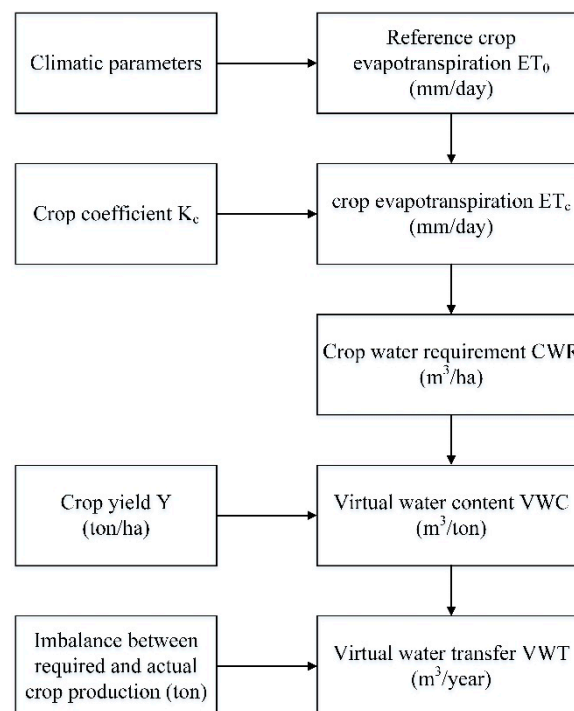 Climatic parameters
Reference crop
evapotranspiration ET₀
(mm/day)
Crop coefficient K_c
crop evapotranspiration ET_c
(mm/day)
Crop water requirement CWR
(m³/ha)
Crop yield Y
(ton/ha)
Virtual water content VWC
(m³/ton)
Imbalance between
required and actual
crop production (ton)
Virtual water transfer VWT
(m³/year)